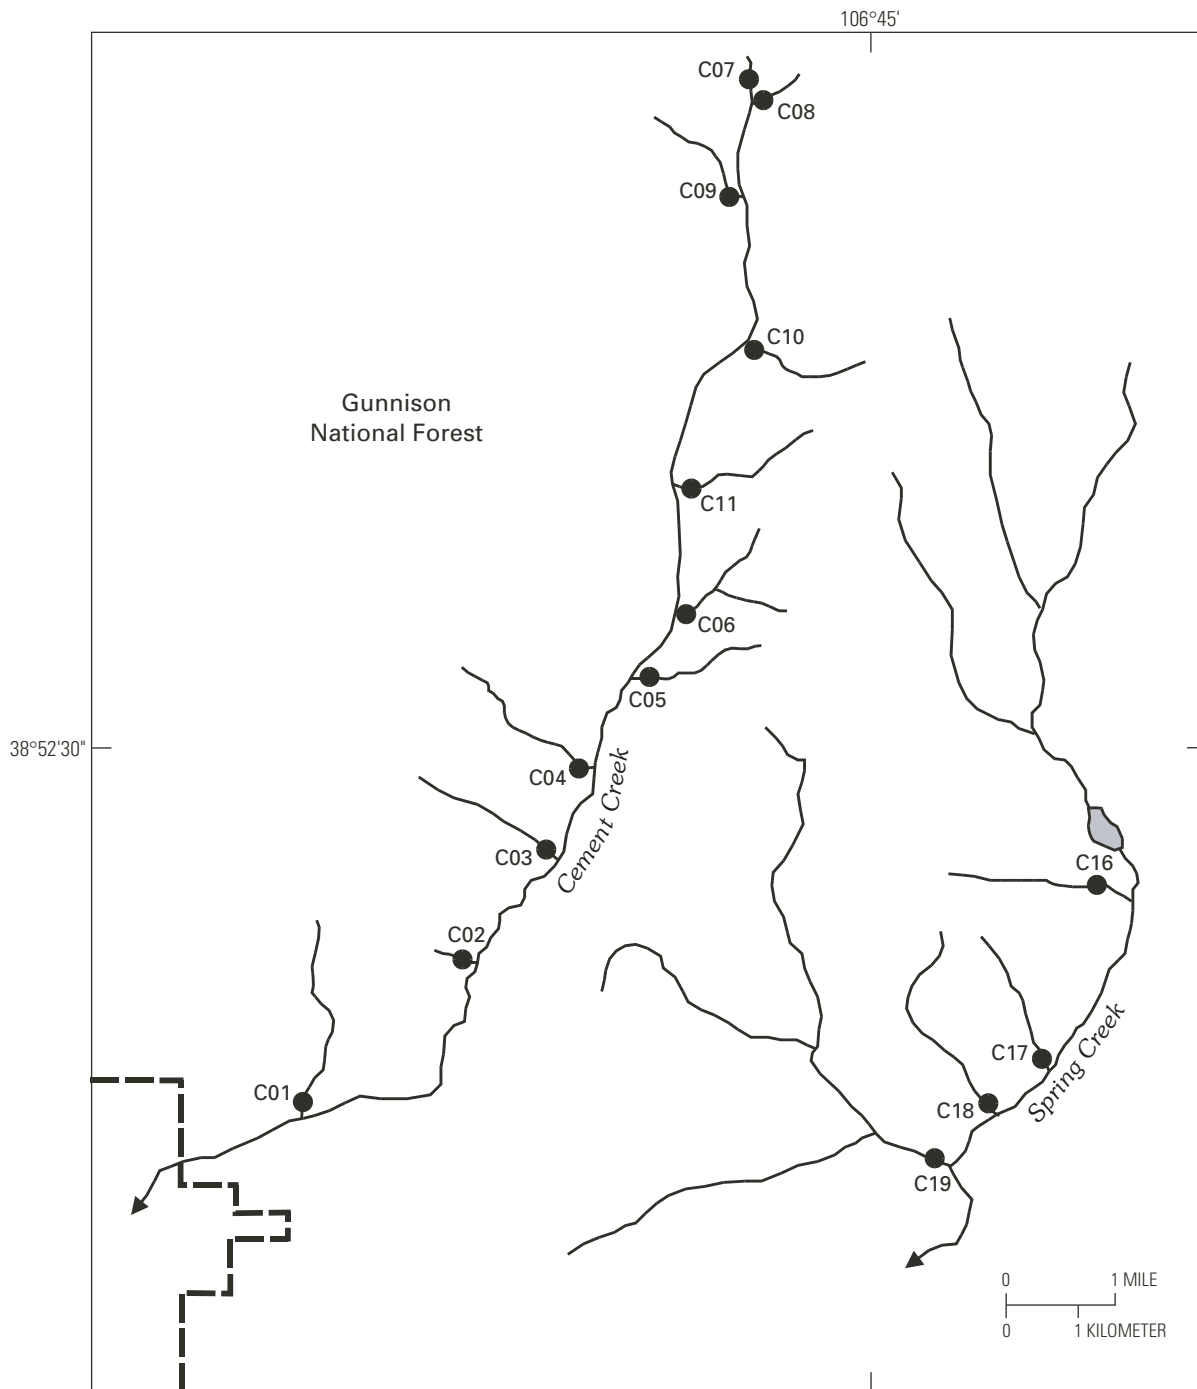 106°45'
C07
C08
C09
C10
Gunnison
National Forest
C11
C06
C05
38°52'30"
C04
Cement Creek
C03
C16
C02
C17
Spring Creek
C01
C18
C19
0 1 MILE
0 1 KILOMETER